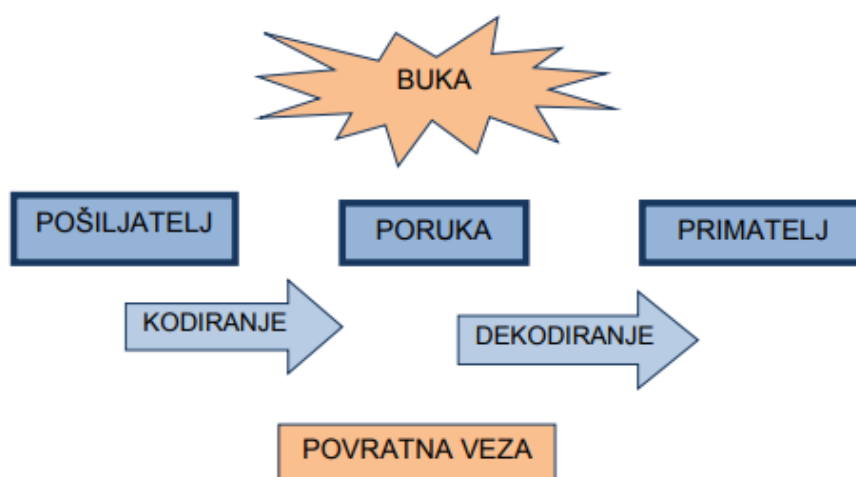 BUKA
POŠILJATELJ
PORUKA
PRIMATELJ
KODIRANJE
DEKODIRANJE
POVRATNA VEZA